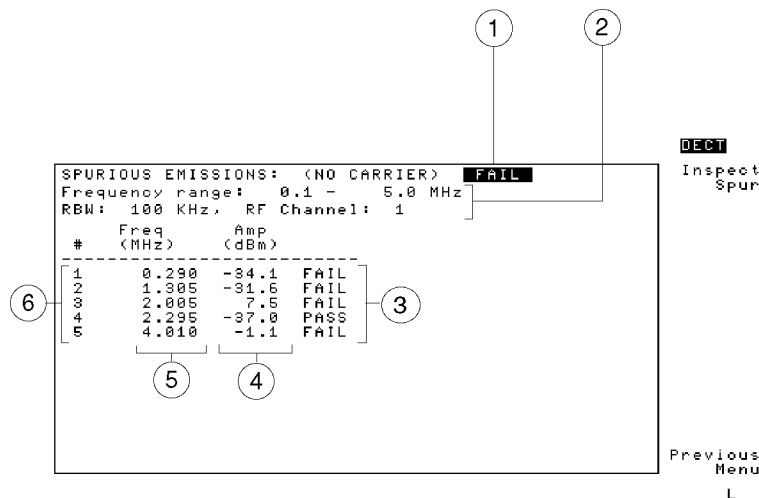 1 2
DECT
Inspect
Spur
SPURIOUS EMISSIONS: (NO CARRIER) FAIL
Frequency range: 0.1 - 5.0 MHz
RBW: 100 KHz, RF Channel: 1
Freq Amp
# (MHz) (dBm)
1 0.290 -34.1 FAIL
2 1.305 -31.6 FAIL
3 2.005 7.5 FAIL
4 2.295 -37.0 PASS
5 4.010 -1.1 FAIL
6 3
5 4
Previous
Menu
L